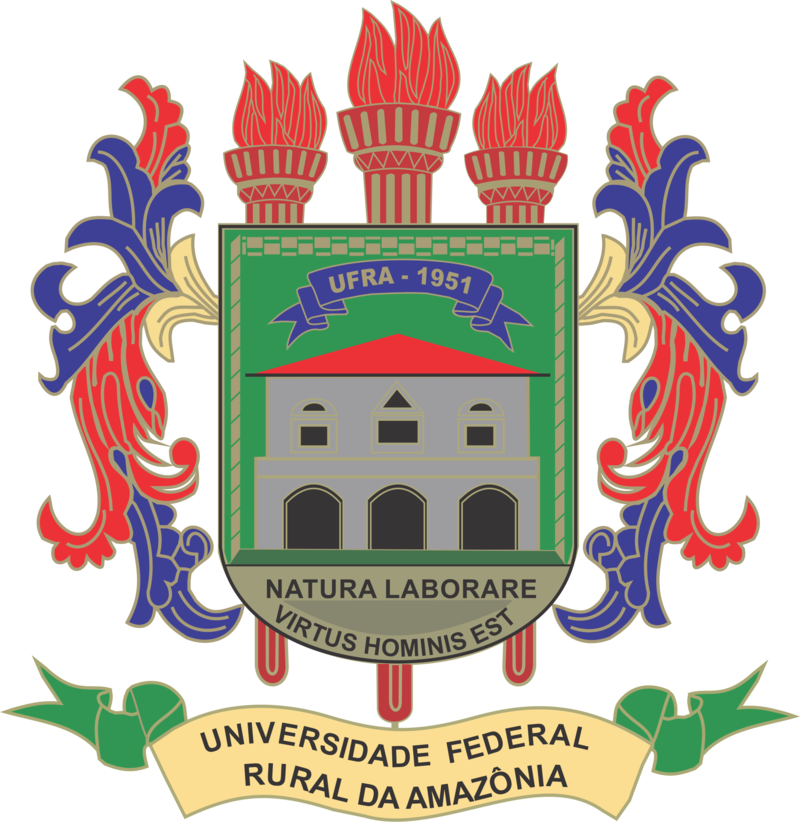 UFRA - 1951
NATURA LABORARE
VIRTUS HOMINIS EST
UNIVERSIDADE FEDERAL
RURAL DA AMAZÔNIA